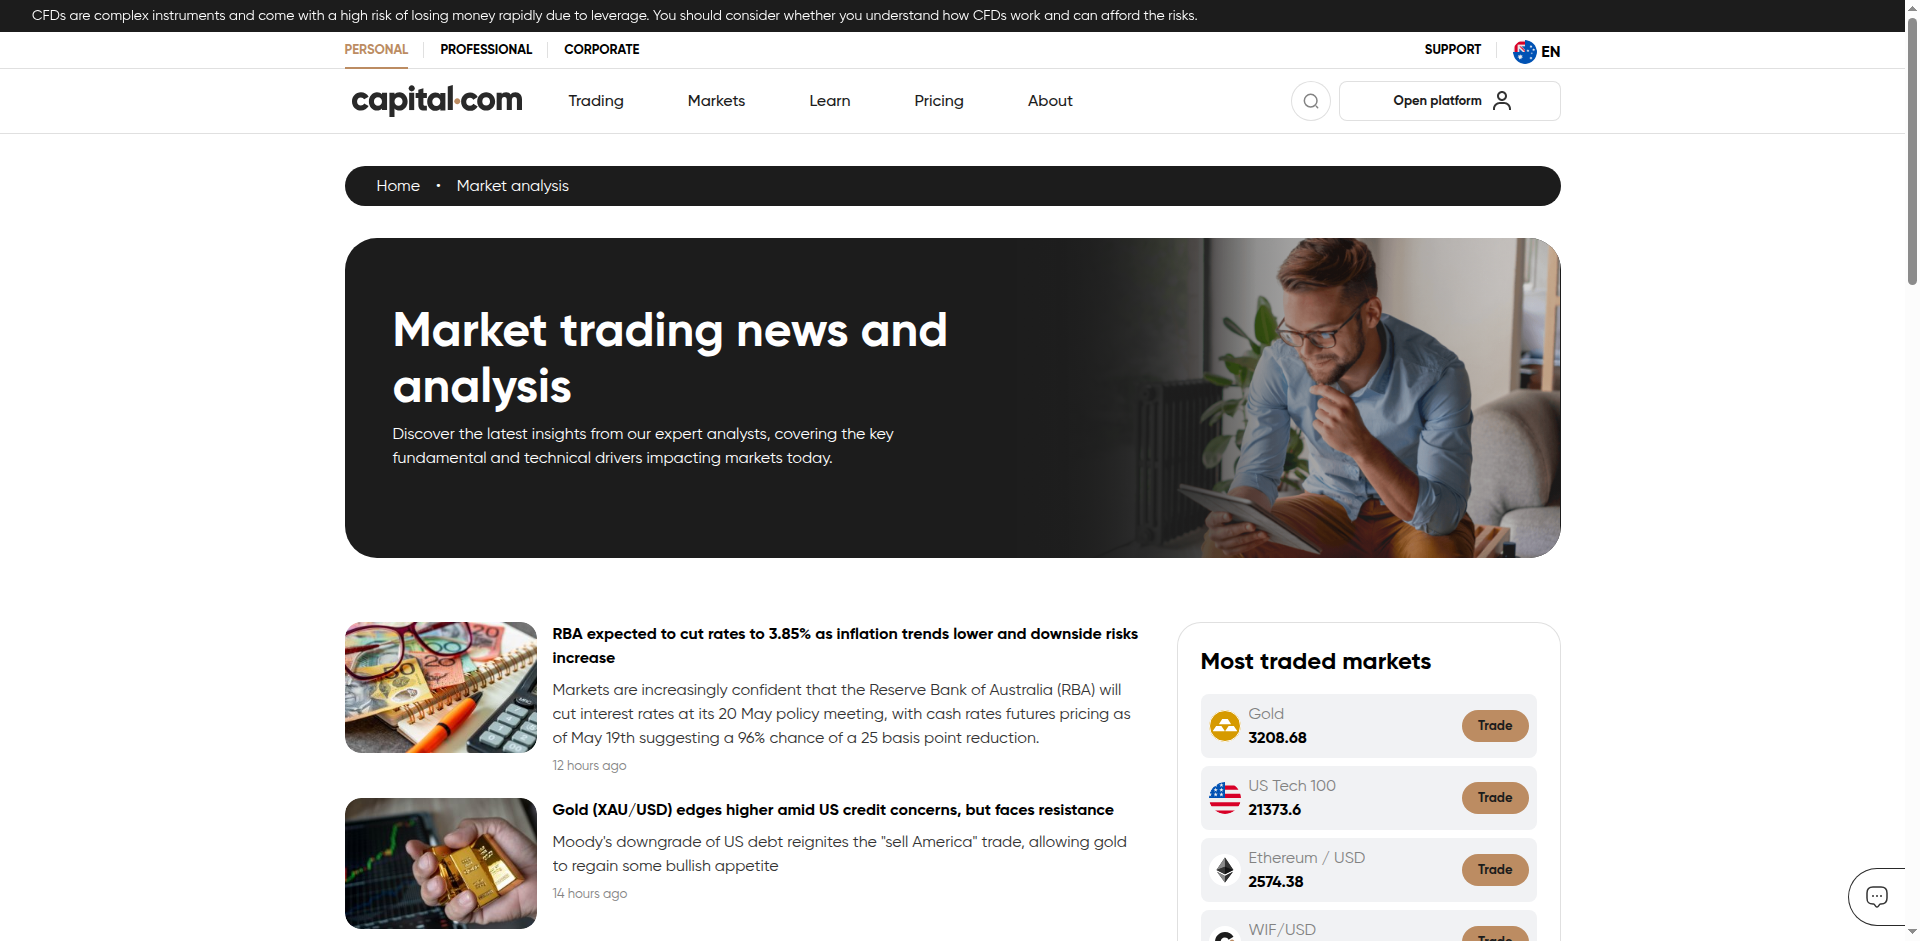 CFDs are complex instruments and come with a high risk of losing money rapidly due to leverage. You should consider whether you understand how CFDs work and can afford the risks.
PERSONAL
PROFESSIONAL
CORPORATE
SUPPORT
EN
capital.com
Trading
Markets
Learn
Pricing
About
Open platform
Home • Market analysis
Market trading news and
analysis
Discover the latest insights from our expert analysts, covering the key
fundamental and technical drivers impacting markets today.
RBA expected to cut rates to 3.85% as inflation trends lower and downside risks
increase
Markets are increasingly confident that the Reserve Bank of Australia (RBA) will
cut interest rates at its 20 May policy meeting, with cash rates futures pricing as
of May 19th suggesting a 96% chance of a 25 basis point reduction.
12 hours ago
Gold (XAU/USD) edges higher amid US credit concerns, but faces resistance
Moody's downgrade of US debt reignites the "sell America" trade, allowing gold
to regain some bullish appetite
14 hours ago
Most traded markets
Gold
3208.68
Trade
US Tech 100
21373.6
Trade
Ethereum / USD
2574.38
Trade
WIF/USD
Trade